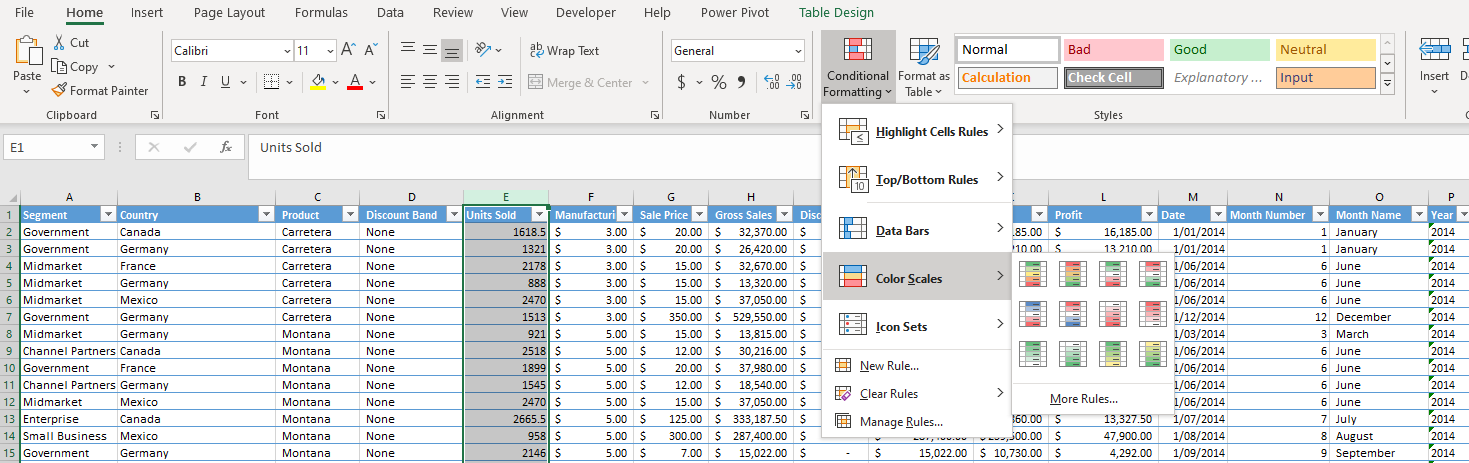 File Home Insert Page Layout Formulas Data Review View Developer Help Power Pivot Table Design
Cut
Copy
Format Painter
Paste
Clipboard
Calibri 11
B I U
Font
Wrap Text
Merge & Center
Alignment
General
$ % ,
Number
Conditional Formatting
Format as Table
Normal Bad Good Neutral
Calculation Check Cell Explanatory ... Input
Styles
Insert
E1 fx Units Sold
Highlight Cells Rules
Top/Bottom Rules
Data Bars
Color Scales
Icon Sets
New Rule...
Clear Rules
Manage Rules...
More Rules...
A B C D E F G H L M N O P
1 Segment Country Product Discount Band Units Sold Manufacturi Sale Price Gross Sales Disc Profit Date Month Number Month Name Year
2 Government Canada Carretera None 1618.5 $ 3.00 $ 20.00 $ 32,370.00 185.00 $ 16,185.00 1/01/2014 1 January 2014
3 Government Germany Carretera None 1321 $ 3.00 $ 20.00 $ 26,420.00 210.00 $ 13,210.00 1/01/2014 1 January 2014
4 Midmarket France Carretera None 2178 $ 3.00 $ 15.00 $ 32,670.00 1/06/2014 6 June 2014
5 Midmarket Germany Carretera None 888 $ 3.00 $ 15.00 $ 13,320.00 1/06/2014 6 June 2014
6 Midmarket Mexico Carretera None 2470 $ 3.00 $ 15.00 $ 37,050.00 1/06/2014 6 June 2014
7 Government Germany Carretera None 1513 $ 3.00 $ 350.00 $ 529,550.00 1/12/2014 12 December 2014
8 Midmarket Germany Montana None 921 $ 5.00 $ 15.00 $ 13,815.00 1/03/2014 3 March 2014
9 Channel Partners Canada Montana None 2518 $ 5.00 $ 12.00 $ 30,216.00 1/06/2014 6 June 2014
10 Government France Montana None 1899 $ 5.00 $ 20.00 $ 37,980.00 1/06/2014 6 June 2014
11 Channel Partners Germany Montana None 1545 $ 5.00 $ 12.00 $ 18,540.00 1/06/2014 6 June 2014
12 Midmarket Mexico Montana None 2470 $ 5.00 $ 15.00 $ 37,050.00 1/06/2014 6 June 2014
13 Enterprise Canada Montana None 2665.5 $ 5.00 $ 125.00 $ 333,187.50 360.00 $ 13,327.50 1/07/2014 7 July 2014
14 Small Business Mexico Montana None 958 $ 5.00 $ 300.00 $ 287,400.00 $ 47,900.00 1/08/2014 8 August 2014
15 Government Germany Montana None 2146 $ 5.00 $ 7.00 $ 15,022.00 $ - $ 15,022.00 $ 10,730.00 $ 4,292.00 1/09/2014 9 September 2014